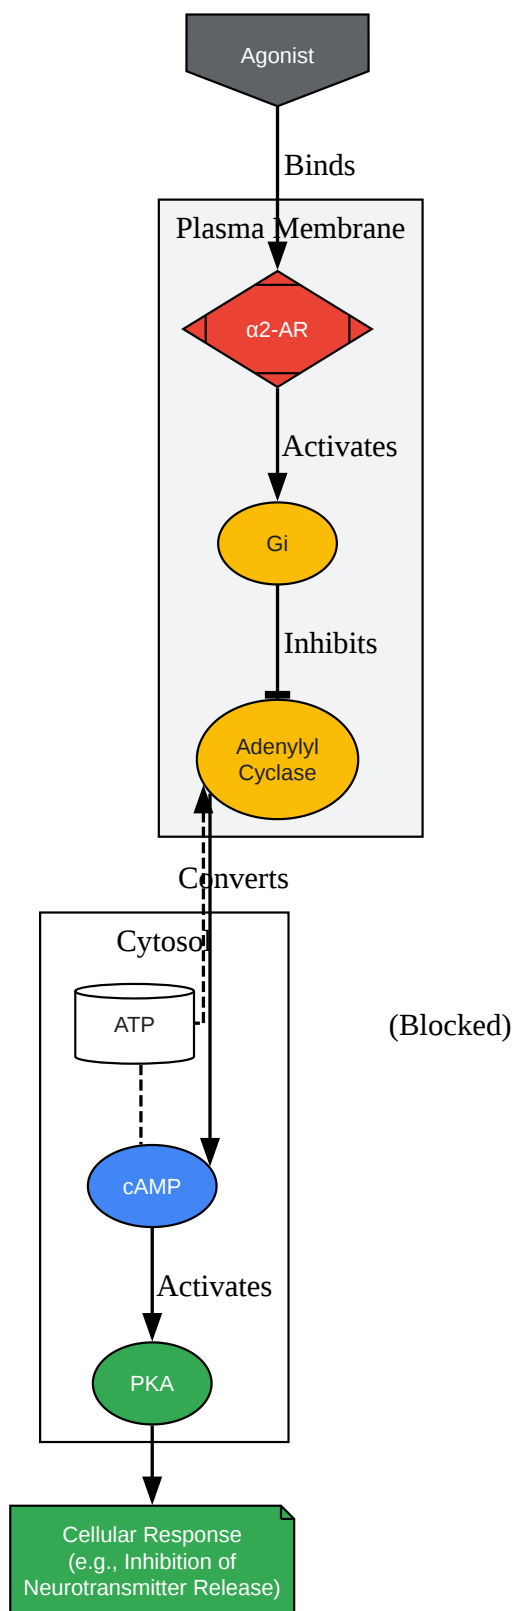 Agonist
Binds
Plasma Membrane
α2-AR
Activates
Gi
Inhibits
Adenylyl
Cyclase
Converts
Cytosol
ATP
(Blocked)
cAMP
Activates
PKA
Cellular Response
(e.g., Inhibition of
Neurotransmitter Release)